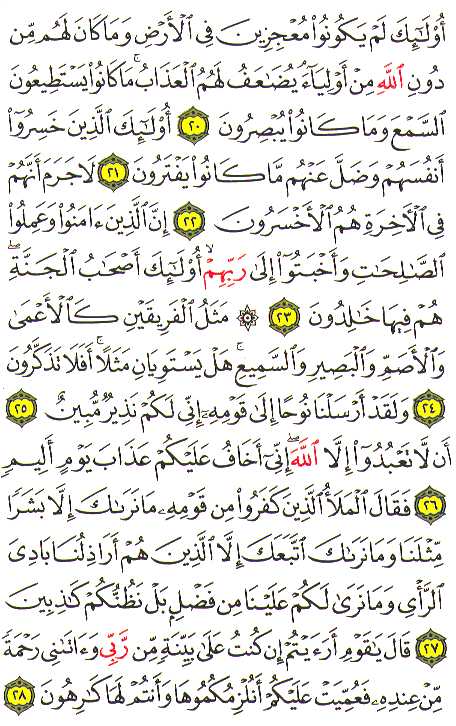 أُو۟لَٰٓئِكَ لَمْ يَكُونُوا۟ مُعْجِزِينَ فِى ٱلْأَرْضِ وَمَا كَانَ لَهُم مِّن
دُونِ ٱللَّهِ مِنْ أَوْلِيَآءَ ۘ يُضَٰعَفُ لَهُمُ ٱلْعَذَابُ ۚ مَا كَانُوا۟ يَسْتَطِيعُونَ
ٱلسَّمْعَ وَمَا كَانُوا۟ يُبْصِرُونَ ٢٠ أُو۟لَٰٓئِكَ ٱلَّذِينَ خَسِرُوٓا۟
أَنفُسَهُمْ وَضَلَّ عَنْهُم مَّا كَانُوا۟ يَفْتَرُونَ ٢١ لَا جَرَمَ أَنَّهُمْ
فِى ٱلْءَاخِرَةِ هُمُ ٱلْأَخْسَرُونَ ٢٢ إِنَّ ٱلَّذِينَ ءَامَنُوا۟ وَعَمِلُوا۟
ٱلصَّٰلِحَٰتِ وَأَخْبَتُوٓا۟ إِلَىٰ رَبِّهِمْ ۙ أُو۟لَٰٓئِكَ أَصْحَٰبُ ٱلْجَنَّةِ ۖ
هُمْ فِيهَا خَٰلِدُونَ ٢٣ ۞ مَثَلُ ٱلْفَرِيقَيْنِ كَٱلْأَعْمَىٰ
وَٱلْأَصَمِّ وَٱلْبَصِيرِ وَٱلسَّمِيعِ ۚ هَلْ يَسْتَوِيَانِ مَثَلًا ۚ أَفَلَا تَذَكَّرُونَ
٢٤ وَلَقَدْ أَرْسَلْنَا نُوحًا إِلَىٰ قَوْمِهِۦٓ إِنِّى لَكُمْ نَذِيرٌ مُّبِينٌ ٢٥
أَن لَّا تَعْبُدُوٓا۟ إِلَّا ٱللَّهَ ۖ إِنِّىٓ أَخَافُ عَلَيْكُمْ عَذَابَ يَوْمٍ أَلِيمٍ
٢٦ فَقَالَ ٱلْمَلَأُ ٱلَّذِينَ كَفَرُوا۟ مِن قَوْمِهِۦ مَا نَرَىٰكَ إِلَّا بَشَرًا
مِّثْلَنَا وَمَا نَرَىٰكَ ٱتَّبَعَكَ إِلَّا ٱلَّذِينَ هُمْ أَرَاذِلُنَا بَادِىَ
ٱلرَّأْىِ وَمَا نَرَىٰ لَكُمْ عَلَيْنَا مِن فَضْلٍۭ بَلْ نَظُنُّكُمْ كَٰذِبِينَ
٢٧ قَالَ يَٰقَوْمِ أَرَءَيْتُمْ إِن كُنتُ عَلَىٰ بَيِّنَةٍ مِّن رَّبِّى وَءَاتَىٰنِى رَحْمَةً
مِّنْ عِندِهِۦ فَعُمِّيَتْ عَلَيْكُمْ أَنُلْزِمُكُمُوهَا وَأَنتُمْ لَهَا كَٰرِهُونَ ٢٨